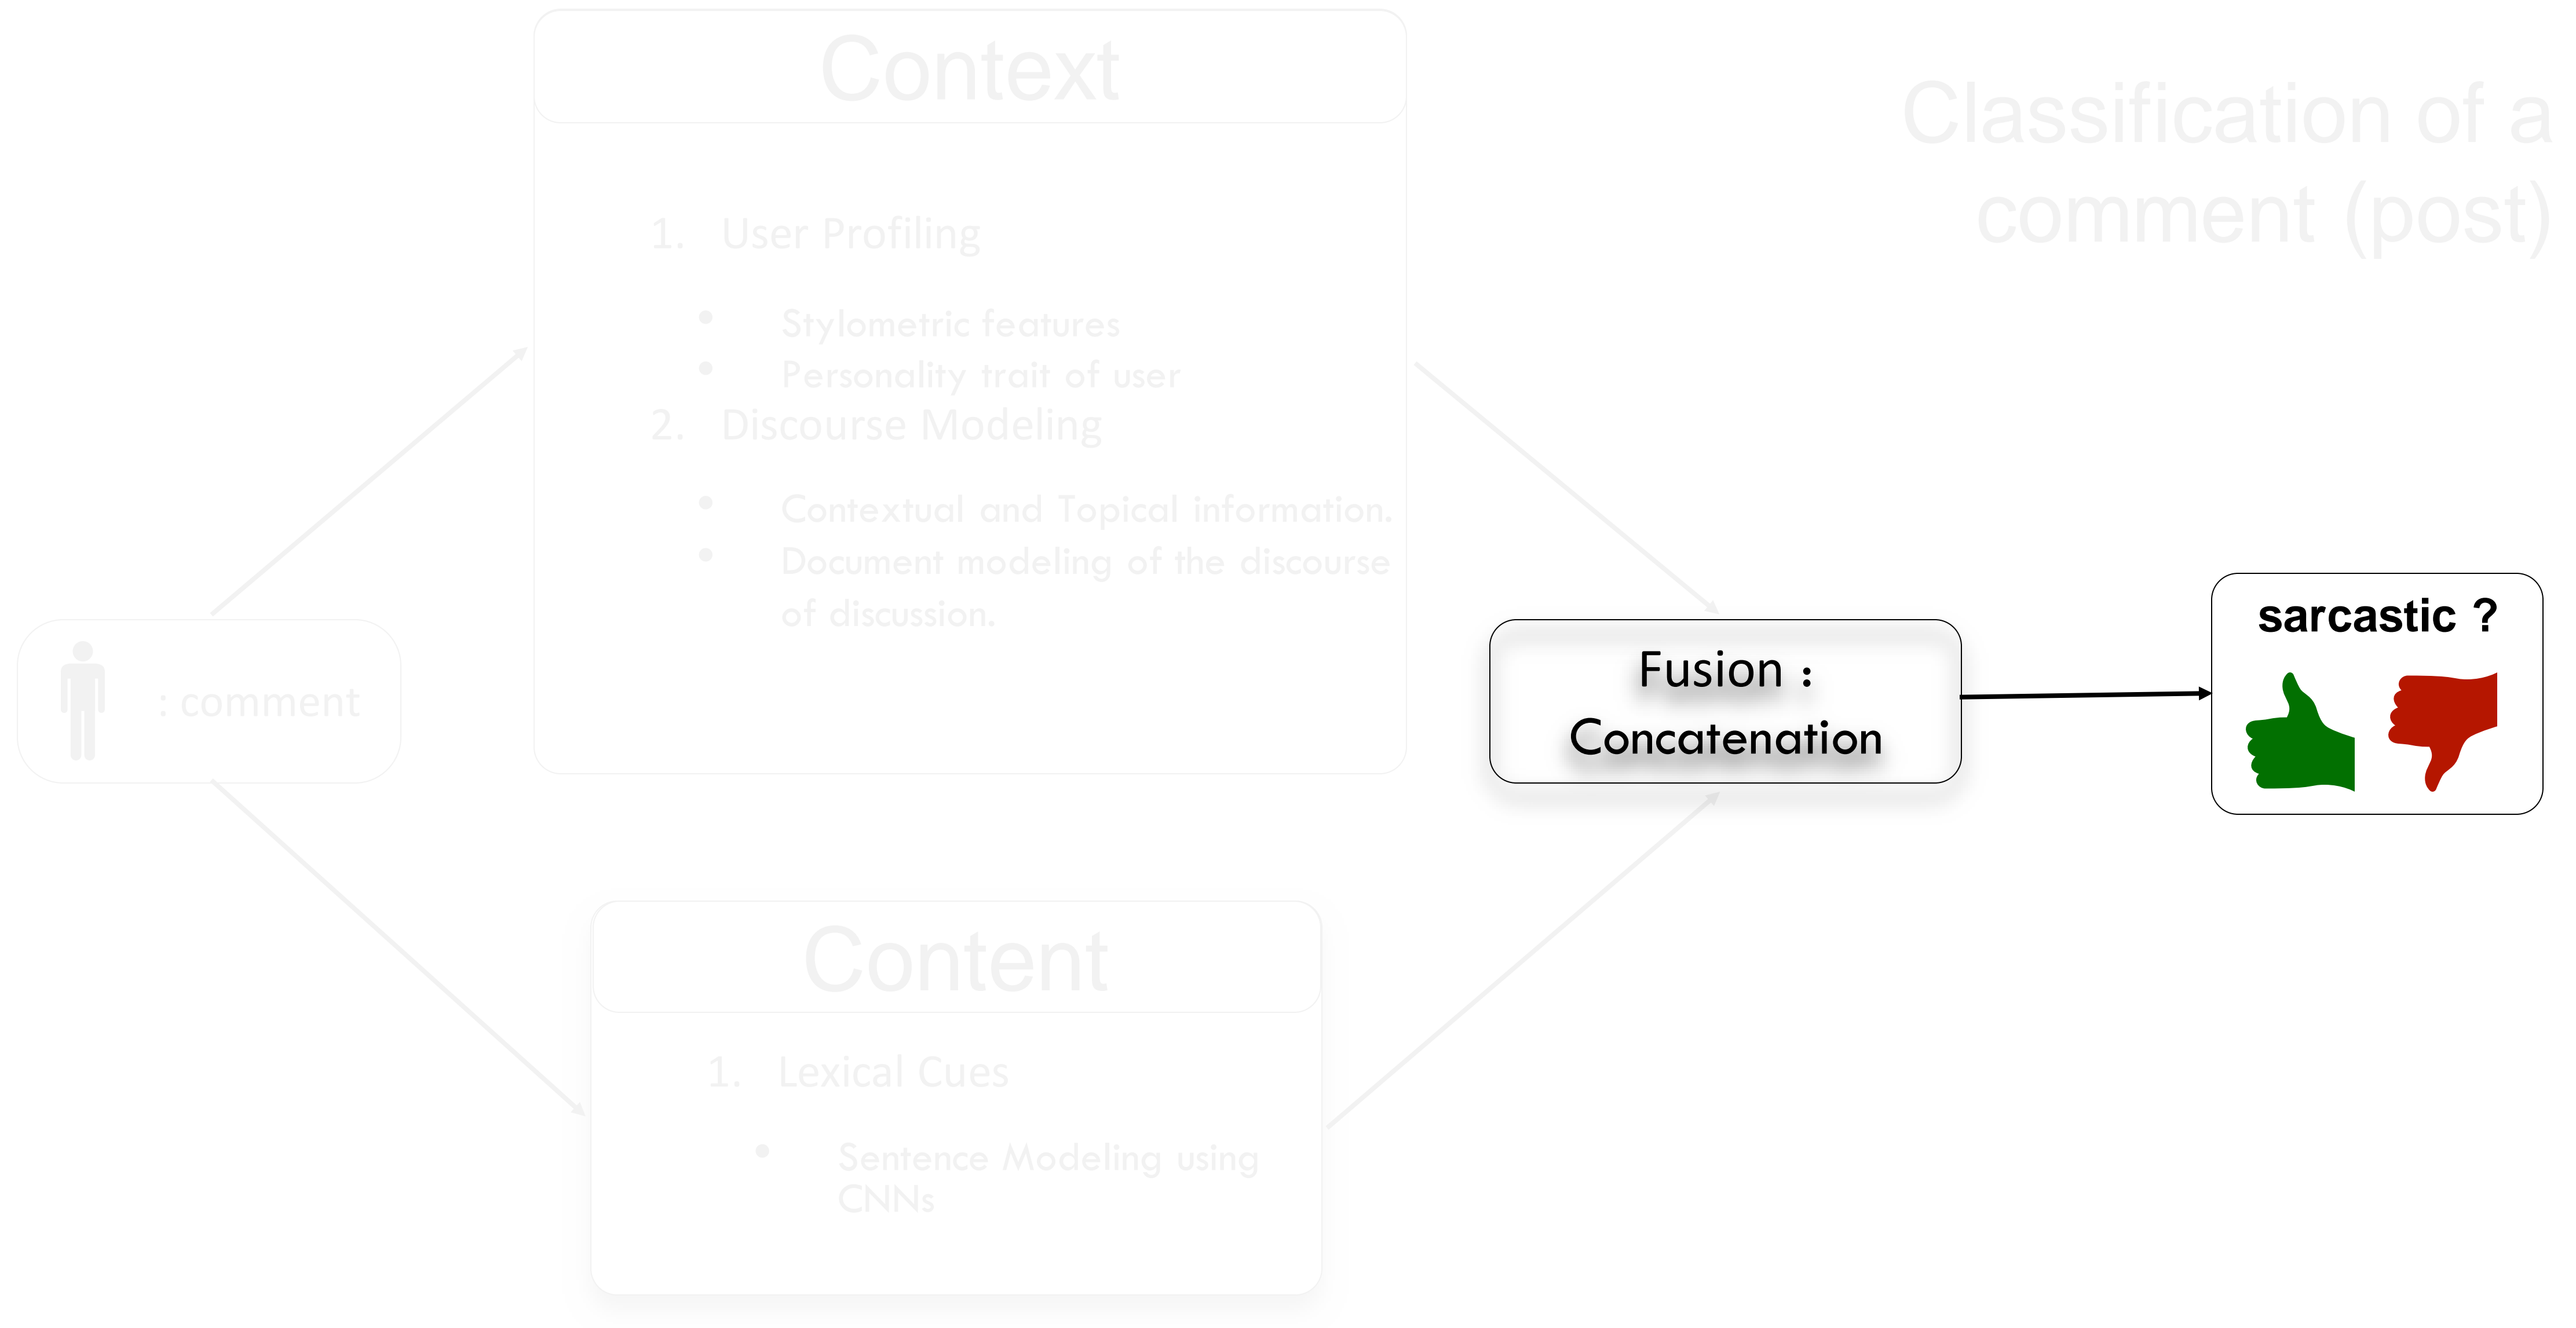 Context
Classification of a
comment (post)
1. User Profiling
• Stylometric features
• Personality trait of user
2. Discourse Modeling
• Contextual and Topical information.
• Document modeling of the discourse
of discussion.
: comment
Fusion :
Concatenation
sarcastic ?
Content
1. Lexical Cues
• Sentence Modeling using
CNNs